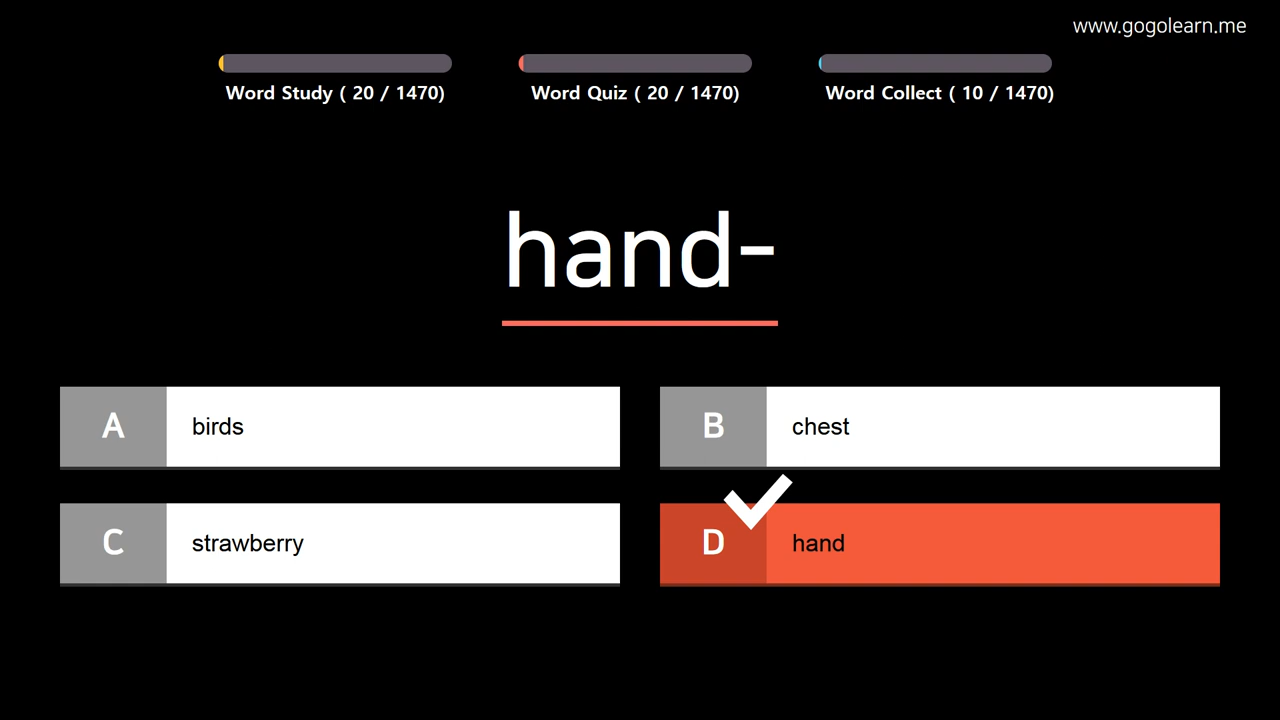 www.gogolearn.me
Word Study ( 20 / 1470)
Word Quiz ( 20 / 1470)
Word Collect ( 10 / 1470)
hand-
A birds
B chest
C strawberry
D hand